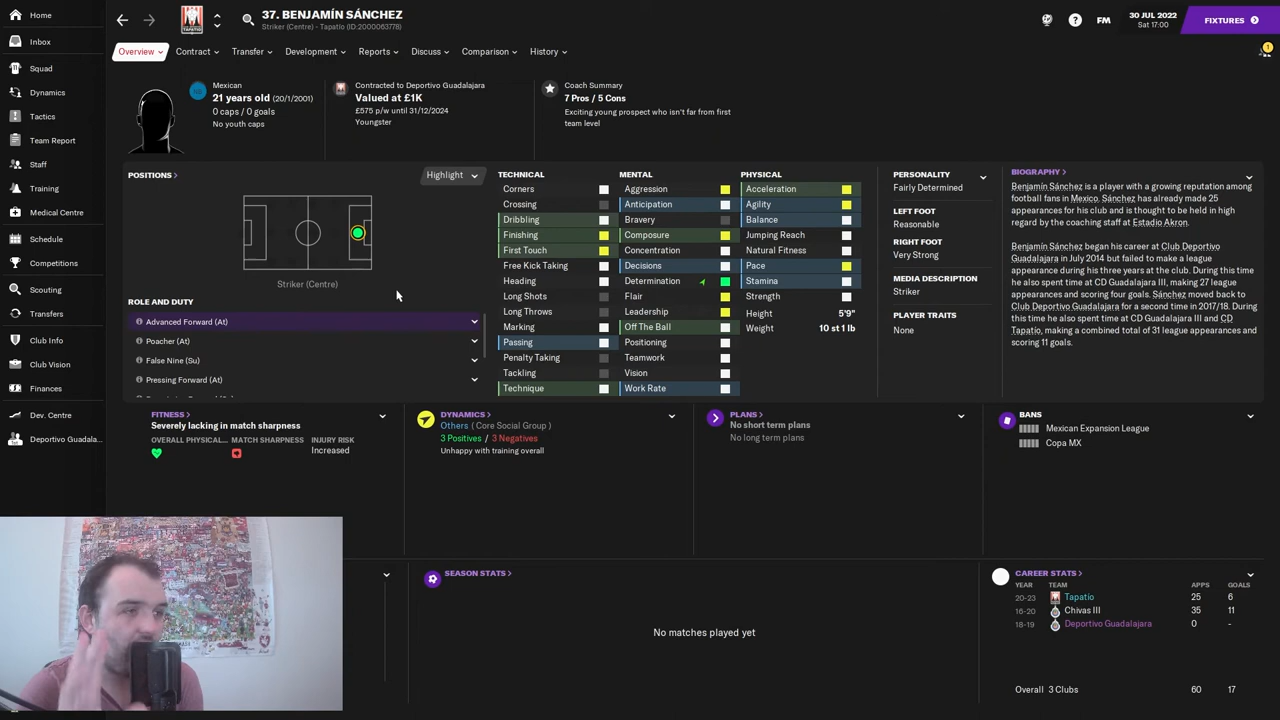 Home
Inbox
Squad
Dynamics
Tactics
Team Report
Staff
Training
Medical Centre
Schedule
Competitions
Scouting
Transfers
Club Info
Club Vision
Finances
Dev. Centre
Deportivo Guadala...
TAPATÍO
37. BENJAMÍN SÁNCHEZ
Striker (Centre) - Tapatío (ID:2000063778)
FM
30 JUL 2022
Sat 17:00
FIXTURES
Overview
Contract
Transfer
Development
Reports
Discuss
Comparison
History
1
Mexican
21 years old (20/1/2001)
0 caps / 0 goals
No youth caps
Contracted to Deportivo Guadalajara
Valued at £1K
£575 p/w until 31/12/2024
Youngster
Coach Summary
7 Pros / 5 Cons
Exciting young prospect who isn't far from first
team level
POSITIONS
Highlight
Striker (Centre)
ROLE AND DUTY
Advanced Forward (At)
Poacher (At)
False Nine (Su)
Pressing Forward (At)
TECHNICAL
Corners
Crossing
Dribbling
Finishing
First Touch
Free Kick Taking
Heading
Long Shots
Long Throws
Marking
Passing
Penalty Taking
Tackling
Technique
MENTAL
Aggression
Anticipation
Bravery
Composure
Concentration
Decisions
Determination
Flair
Leadership
Off The Ball
Positioning
Teamwork
Vision
Work Rate
PHYSICAL
Acceleration
Agility
Balance
Jumping Reach
Natural Fitness
Pace
Stamina
Strength
Height 5'9"
Weight 10 st 1 lb
PERSONALITY
Fairly Determined
LEFT FOOT
Reasonable
RIGHT FOOT
Very Strong
MEDIA DESCRIPTION
Striker
PLAYER TRAITS
None
BIOGRAPHY
Benjamín Sánchez is a player with a growing reputation among
football fans in Mexico. Sánchez has already made 25
appearances for his club and is thought to be held in high
regard by the coaching staff at Estadio Akron.
Benjamín Sánchez began his career at Club Deportivo
Guadalajara in July 2014 but failed to make a league
appearance during his three years at the club. During this time
he also spent time at CD Guadalajara III, making 27 league
appearances and scoring four goals. Sánchez moved back to
Club Deportivo Guadalajara for a second time in 2017/18. During
this time he also spent time at CD Guadalajara III and CD
Tapatío, making a combined total of 31 league appearances and
scoring 11 goals.
FITNESS
Severely lacking in match sharpness
OVERALL PHYSICAL... MATCH SHARPNESS INJURY RISK
Increased
DYNAMICS
Others ( Core Social Group )
3 Positives / 3 Negatives
Unhappy with training overall
PLANS
No short term plans
No long term plans
BANS
Mexican Expansion League
Copa MX
SEASON STATS
No matches played yet
CAREER STATS
YEAR TEAM APPS GOALS
20-23 Tapatío 25 6
16-20 Chivas III 35 11
18-19 Deportivo Guadalajara 0 -
Overall 3 Clubs 60 17